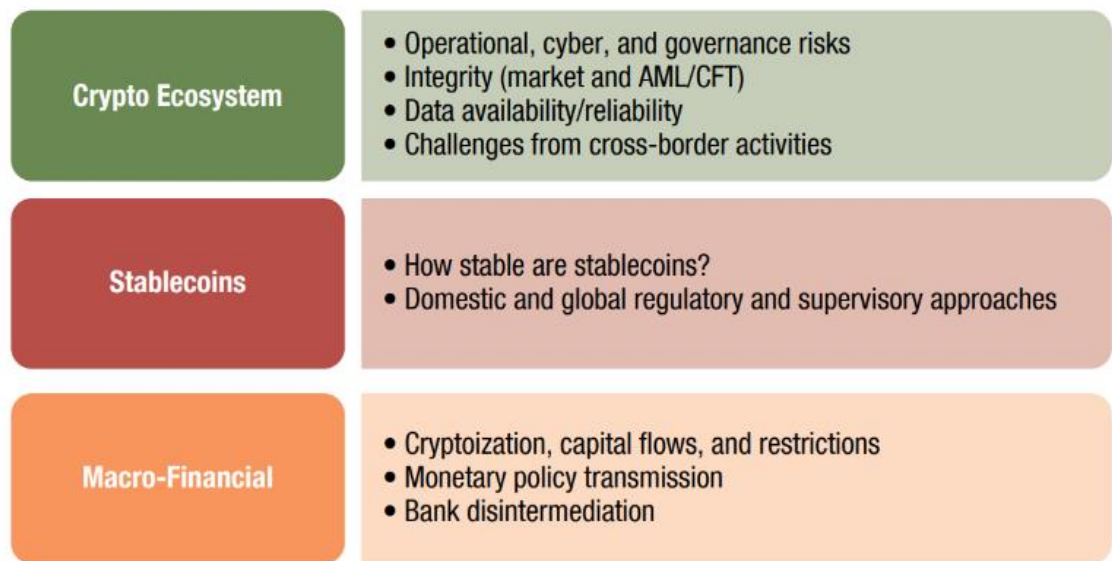 Crypto Ecosystem
• Operational, cyber, and governance risks
• Integrity (market and AML/CFT)
• Data availability/reliability
• Challenges from cross-border activities
Stablecoins
• How stable are stablecoins?
• Domestic and global regulatory and supervisory approaches
Macro-Financial
• Cryptoization, capital flows, and restrictions
• Monetary policy transmission
• Bank disintermediation